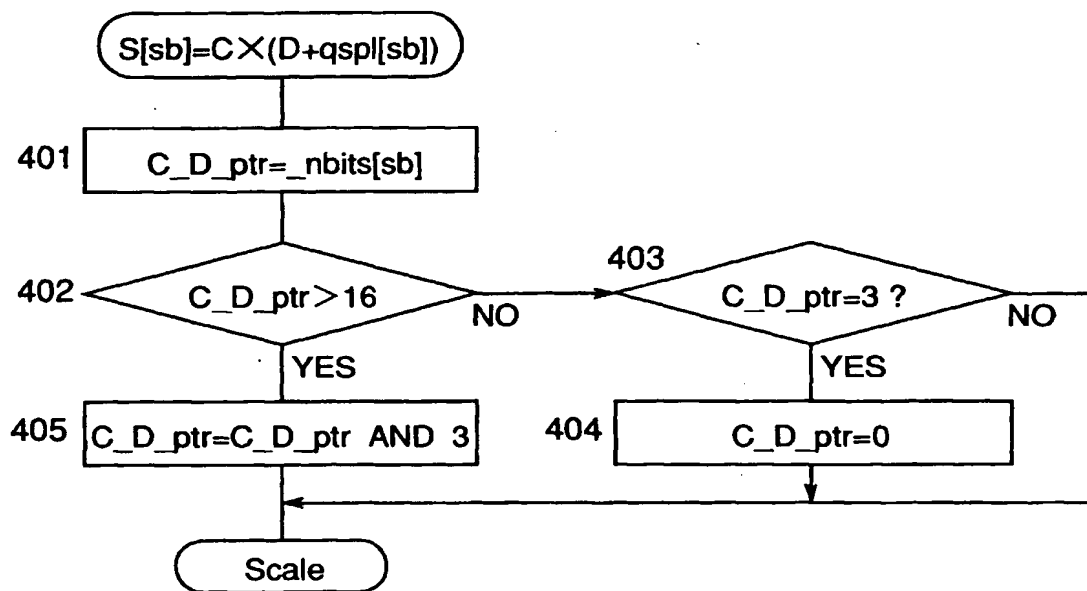 S[sb]=C×(D+qspl[sb])
401
C_D_ptr=_nbits[sb]
402
C_D_ptr>16
NO
YES
403
C_D_ptr=3 ?
NO
YES
405
C_D_ptr=C_D_ptr AND 3
404
C_D_ptr=0
Scale